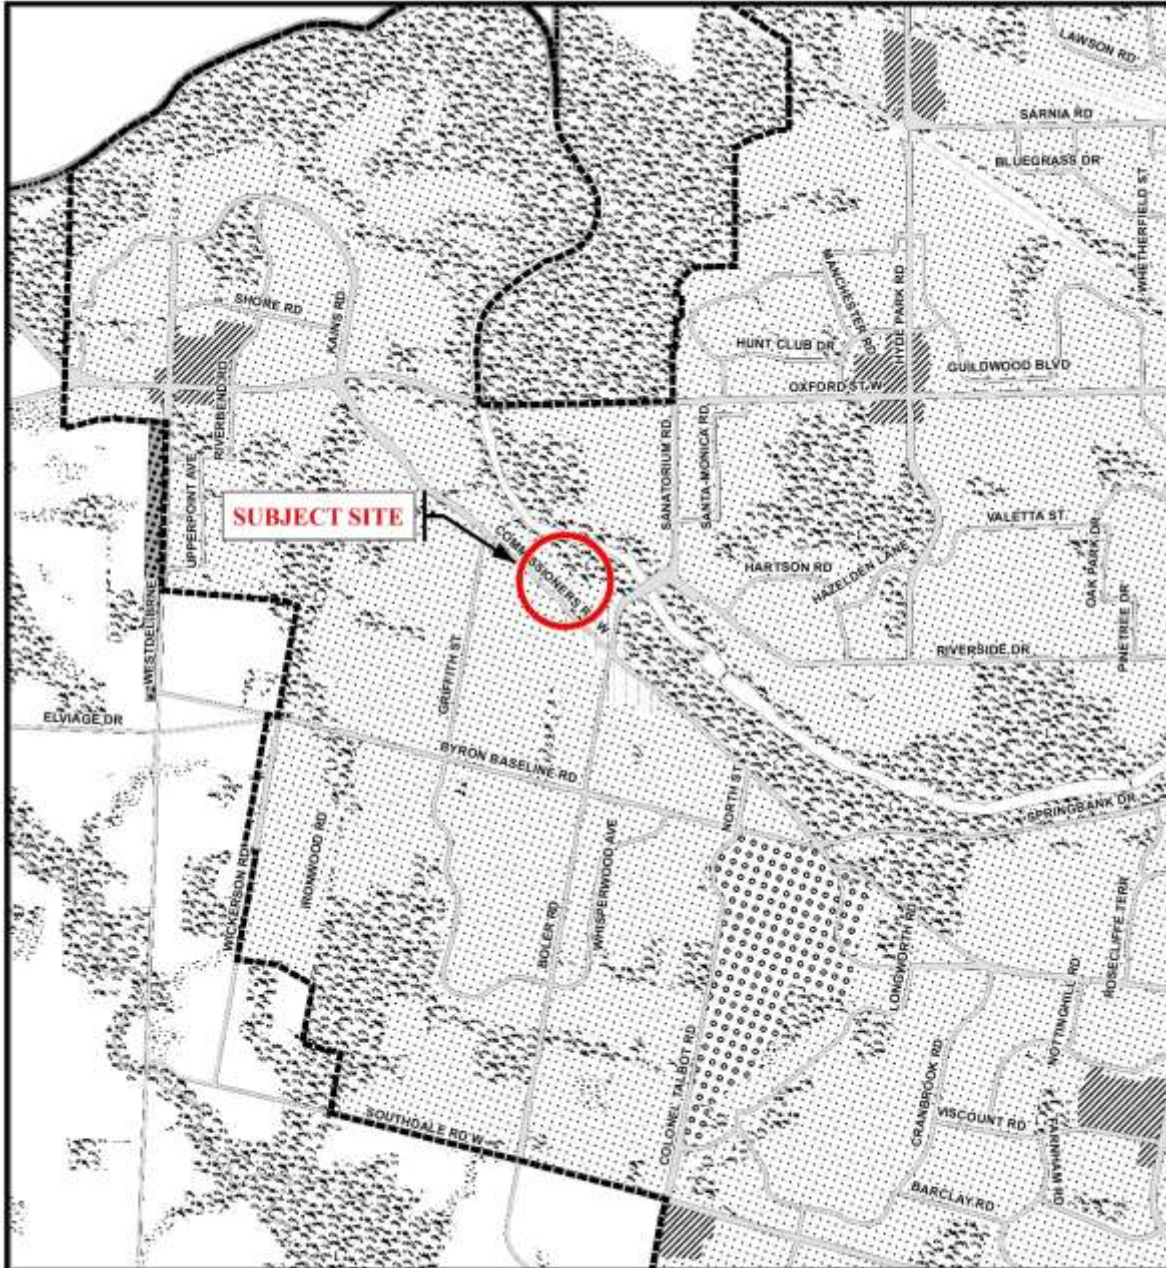 LAWSON RD
SARNIA RD
BLUEGRASS DR
WHETHERFIELD ST
MANCHESTER RD
HYDE PARK RD
SHORE RD
KAINS RD
HUNT CLUB DR
GUILDWOOD BLVD
OXFORD ST W
RIVERBEND RD
SANATORIUM RD
SANTA MONICA RD
UPPERPOINT AVE
SUBJECT SITE
VALETTA ST
COMMISSIONERS RD W
HARTSON RD
HAZELDEN LANE
OAK PARK DR
PINETREE DR
WESTDEL BRNE
GRIFFITH ST
RIVERSIDE DR
ELVIAGE DR
BYRON BASELINE RD
NORTH ST
SPRINGBANK DR
WICKERSON RD
IRONWOOD RD
BOLER RD
WHISPERWOOD AVE
LONGWORTH RD
ROSECLIFFE TERR
NOTTINGHILL RD
COLONEL TALBOT RD
CRANBROOK RD
SOUTHDALE RD W
VISCOUNT RD
FARNHAM RD
BARCLAY RD